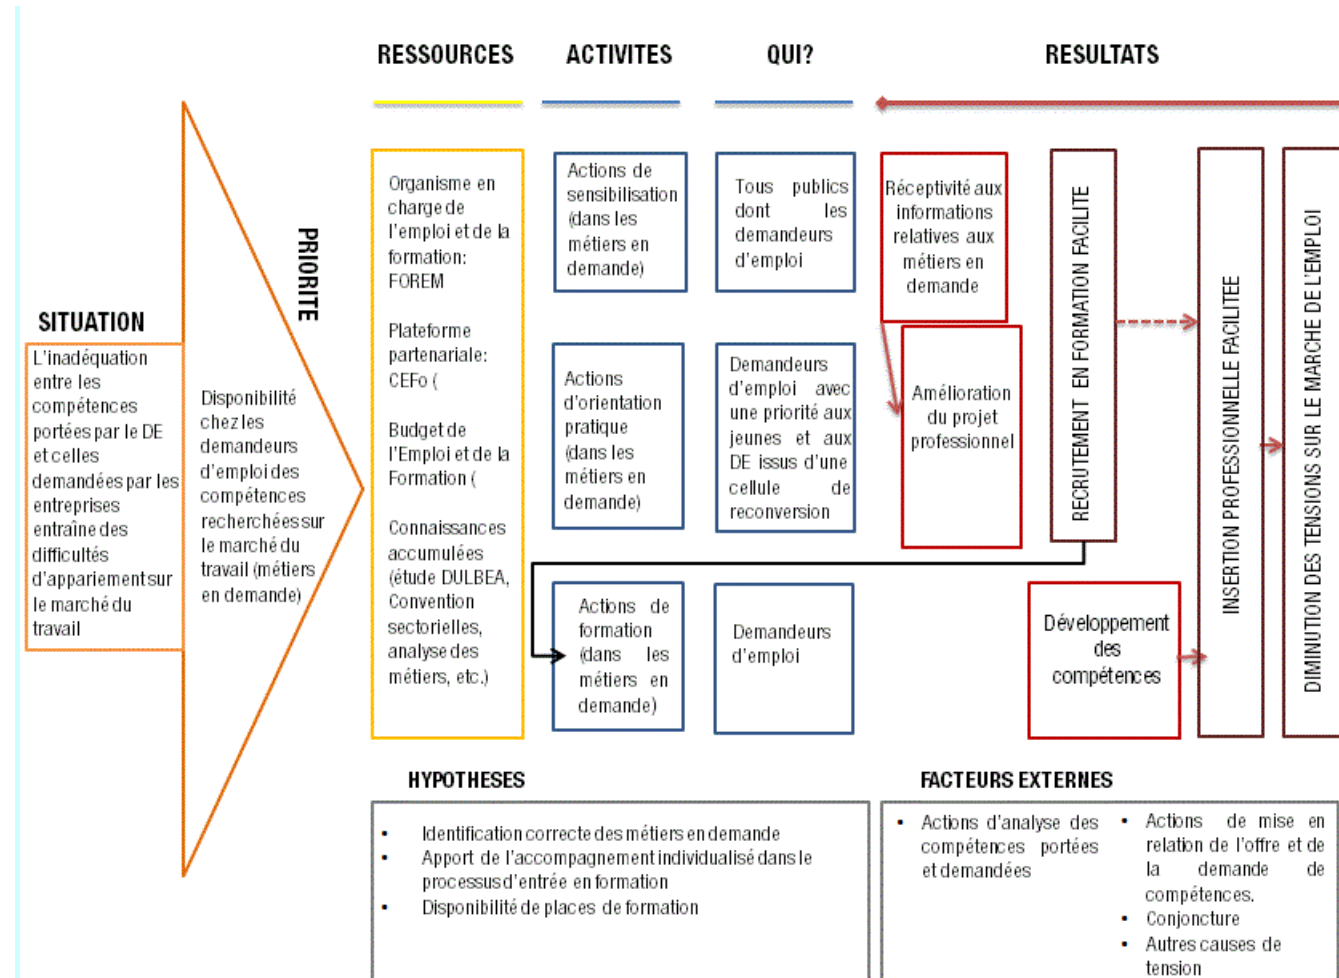 RESSOURCES
ACTIVITES
QUI?
RESULTATS
SITUATION
L'inadéquation
entre les
compétences
portées par le DE
et celles
demandées par les
entreprises
entraîne des
difficultés
d'appariement sur
le marché du
travail
PRIORITE
Disponibilité
chez les
demandeurs
d'emploi des
compétences
recherchées sur
le marché du
travail (métiers
en demande)
Organisme en
charge de
l'emploi et de la
formation:
FOREM
Plateforme
partenariale:
CEFo (
Budget de
l'Emploi et de la
Formation (
Connaissances
accumulées
(étude DULBEA,
Convention
sectorielles,
analyse des
métiers, etc.)
Actions de
sensibilisation
(dans les
métiers en
demande)
Actions
d'orientation
pratique
(dans les
métiers en
demande)
Actions de
formation
(dans les
métiers en
demande)
Tous publics
dont les
demandeurs
d'emploi
Demandeurs
d'emploi avec
une priorité aux
jeunes et aux
DE issus d'une
cellule de
reconversion
Demandeurs
d'emploi
Réceptivité aux
informations
relatives aux
métiers en
demande
Amélioration
du projet
professionnel
RECRUTEMENT EN FORMATION FACILITE
Développement
des
compétences
INSERTION PROFESSIONNELLE FACILITEE
DIMINUTION DES TENSIONS SUR LE MARCHE DE L'EMPLOI
HYPOTHESES
• Identification correcte des métiers en demande
• Apport de l'accompagnement individualisé dans le
processus d'entrée en formation
• Disponibilité de places de formation
FACTEURS EXTERNES
• Actions d'analyse des
compétences portées
et demandées
• Actions de mise en
relation de l'offre et de
la demande de
compétences.
• Conjoncture
• Autres causes de
tension